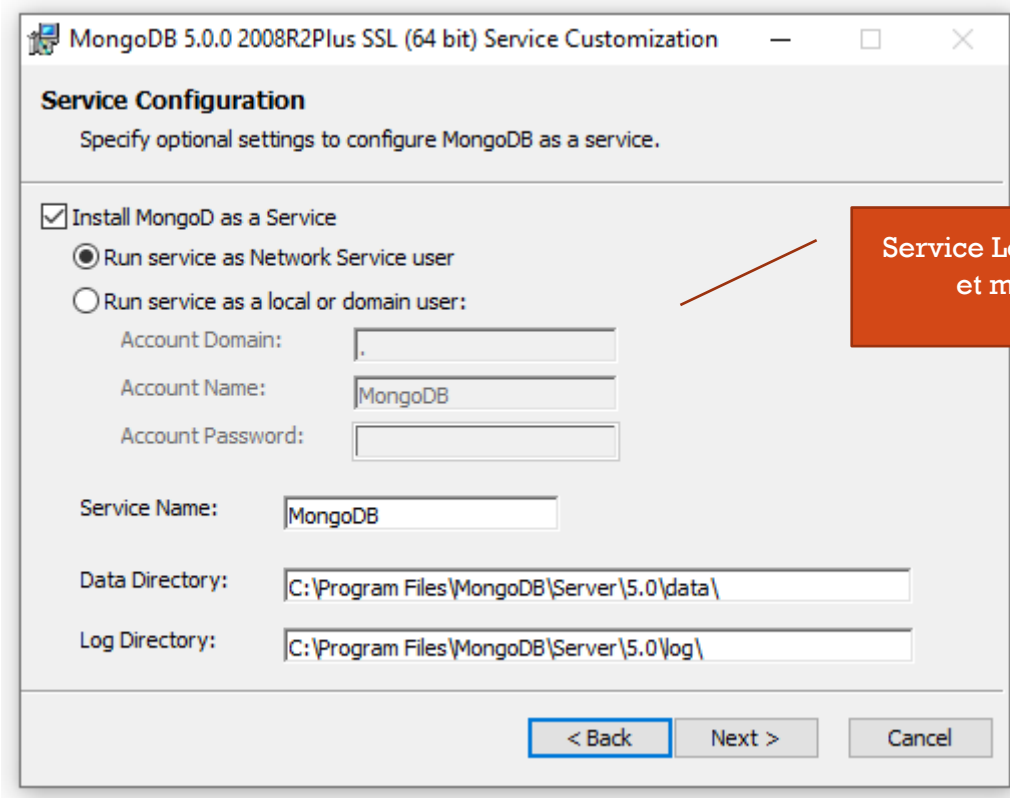 MongoDB 5.0.0 2008R2Plus SSL (64 bit) Service Customization
Service Configuration
Specify optional settings to configure MongoDB as a service.
Install MongoD as a Service
Run service as Network Service user
Run service as a local or domain user:
Account Domain:
.
Account Name:
MongoDB
Account Password:
Service
et
Service Name:
MongoDB
Data Directory:
C:\Program Files\MongoDB\Server\5.0\data\
Log Directory:
C:\Program Files\MongoDB\Server\5.0\log\
< Back
Next >
Cancel